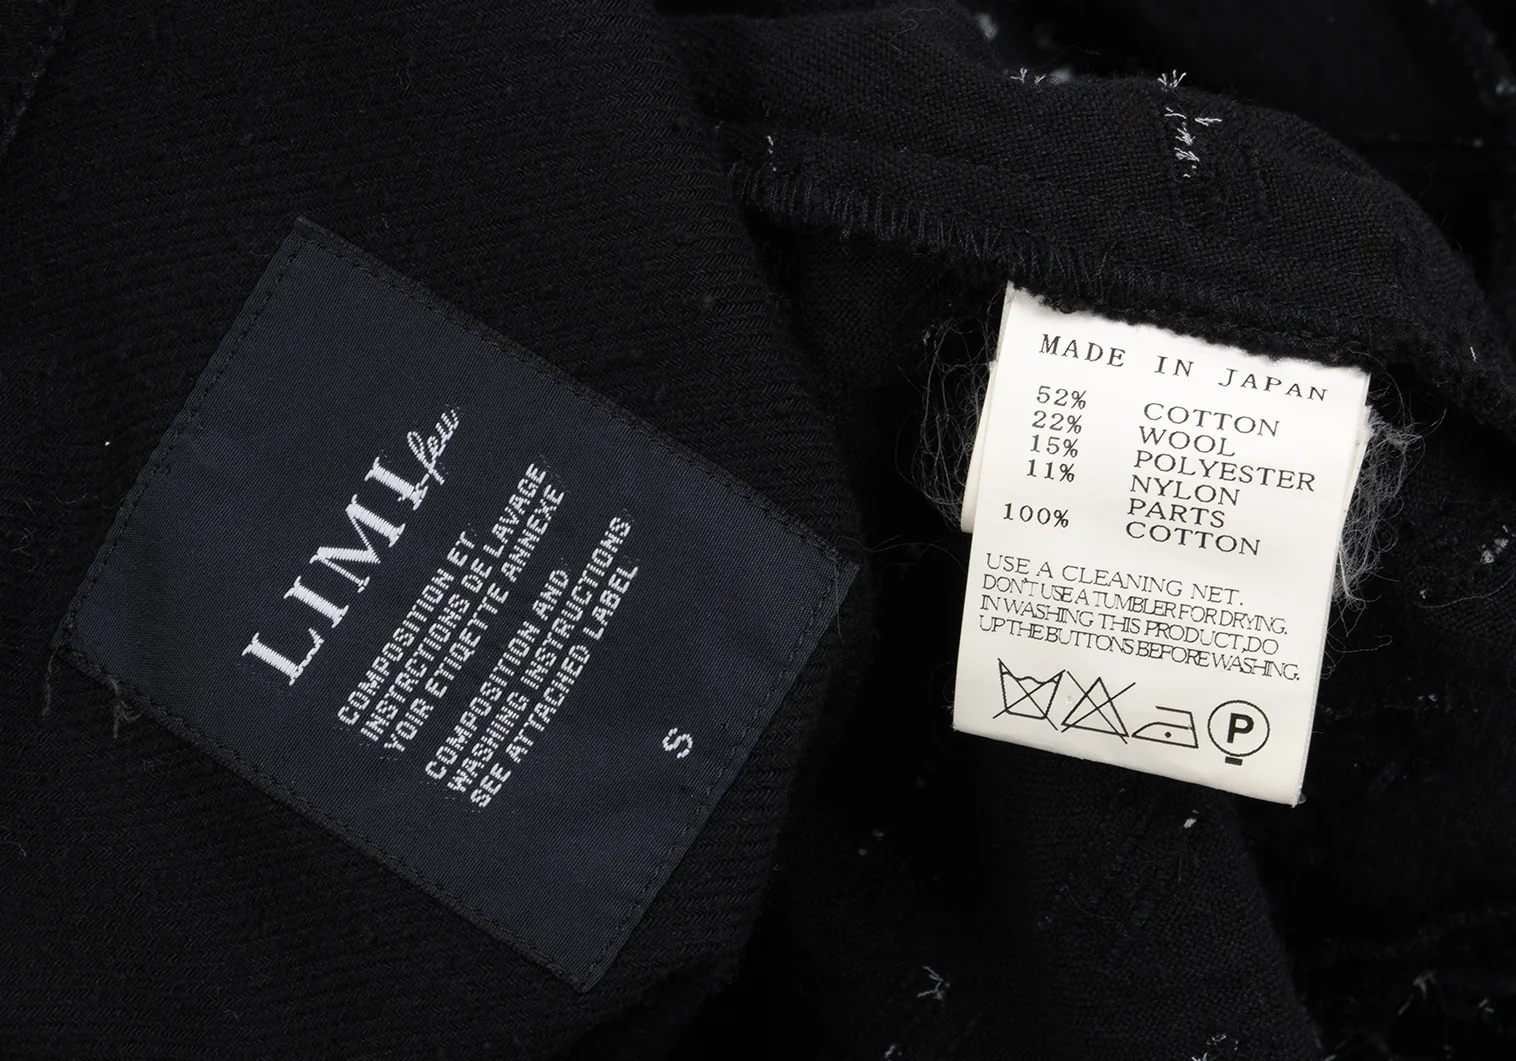 LIMI feu
COMPOSITION ET
INSTRUCTIONS DE LAVAGE
VOIR ETIQETTE ANNEXE
COMPOSITION AND
WASHING INSTRUCTIONS
SEE ATTACHED LABEL
S
MADE IN JAPAN
52% COTTON
22% WOOL
15% POLYESTER
11% NYLON
PARTS
100% COTTON
USE A CLEANING NET.
DON'T USE A TUMBLER FOR DRYING.
IN WASHING THIS PRODUCT,DO
UP THE BUTTONS BEFORE WASHING.
P